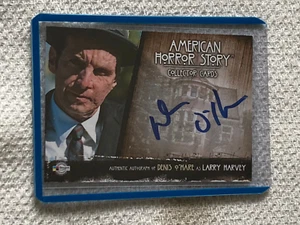 AMERICAN
HORROR STORY
COLLECTOR CARDS
AUTHENTIC AUTOGRAPH OF DENIS O'HARE AS LARRY HARVEY